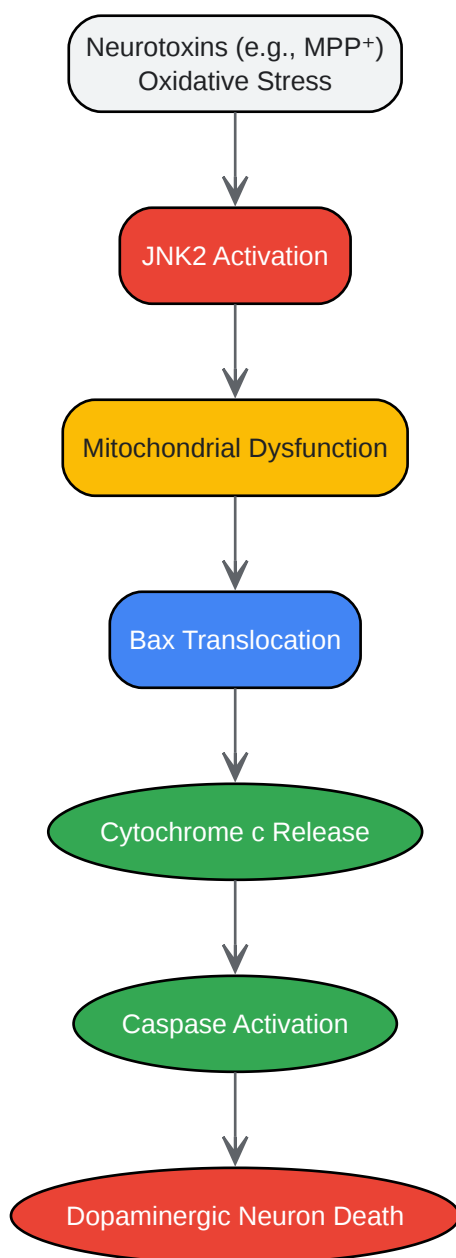 Neurotoxins (e.g., MPP⁺)
Oxidative Stress
JNK2 Activation
Mitochondrial Dysfunction
Bax Translocation
Cytochrome c Release
Caspase Activation
Dopaminergic Neuron Death